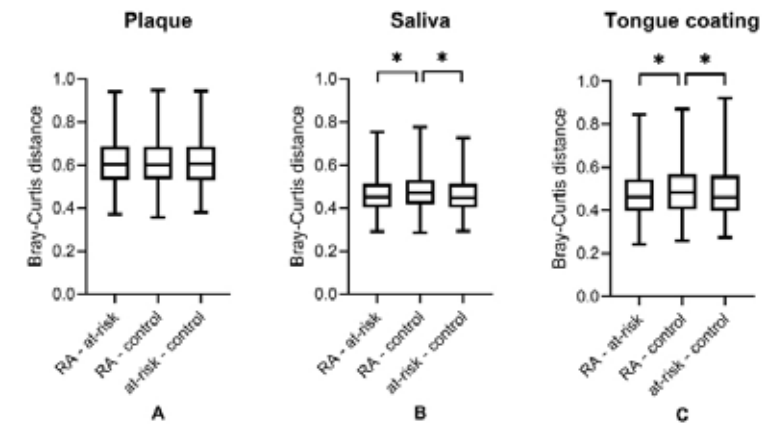 Plaque
Bray-Curtis distance
1.0
0.8
0.6
0.4
0.2
0.0
RA - at-risk
RA - control
at-risk - control
A
Saliva
* *
Bray-Curtis distance
1.0
0.8
0.6
0.4
0.2
0.0
RA - at-risk
RA - control
at-risk - control
B
Tongue coating
* *
Bray-Curtis distance
1.0
0.8
0.6
0.4
0.2
0.0
RA - at-risk
RA - control
at-risk - control
C